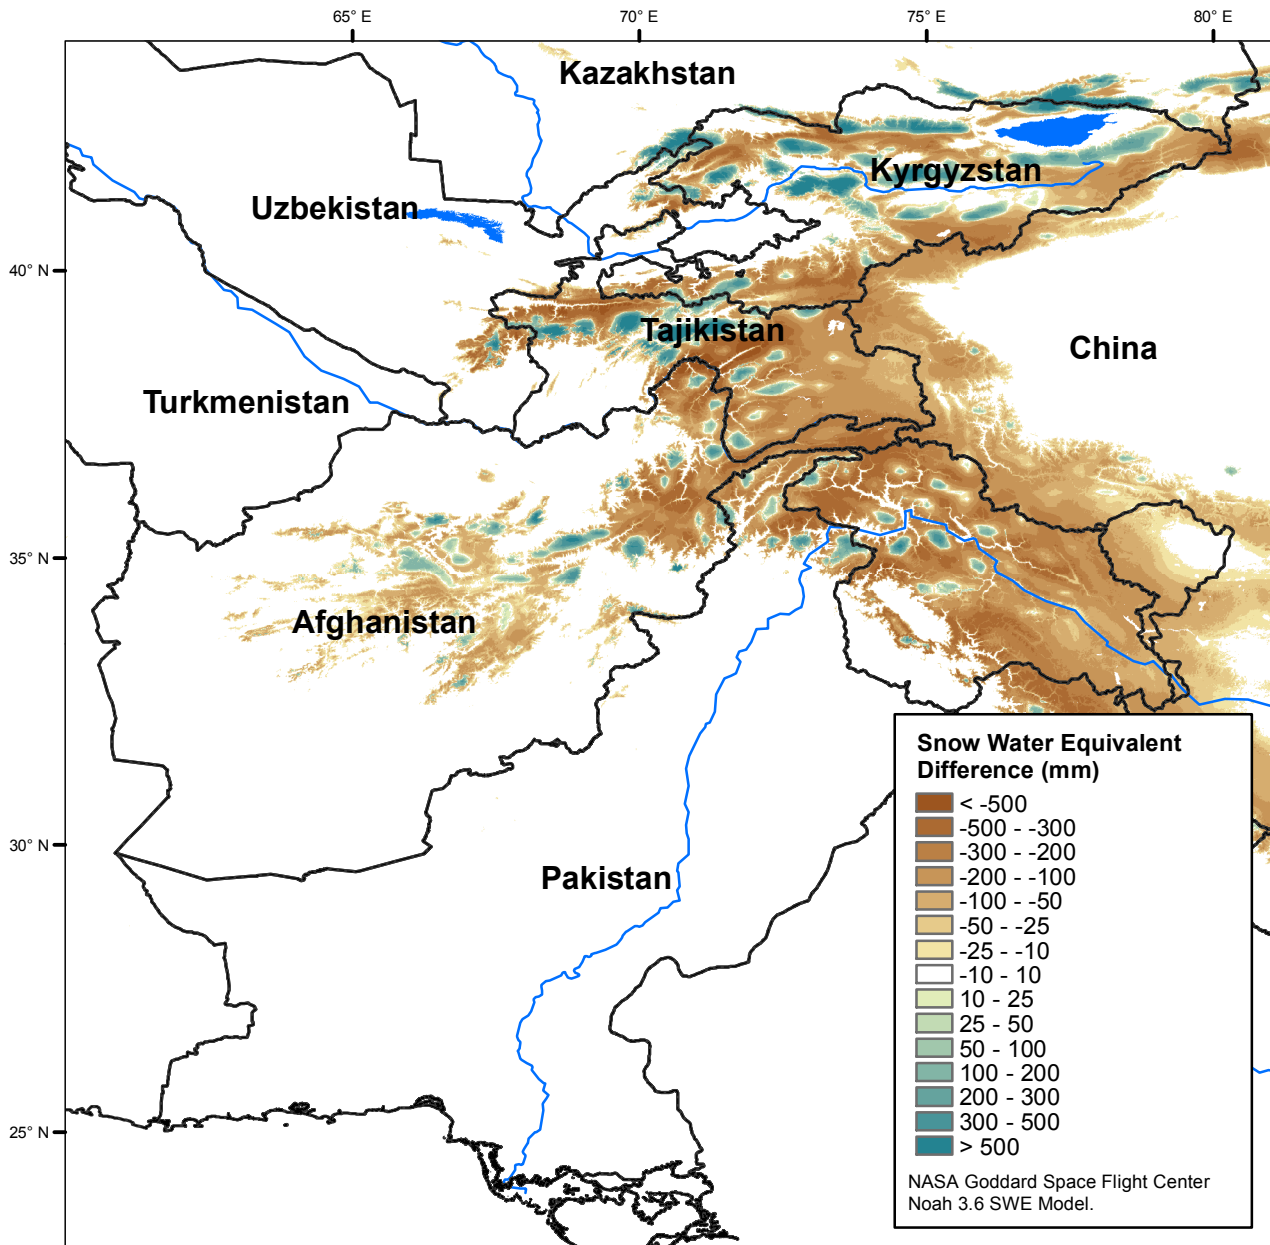 65° E
70° E
75° E
80° E
Kazakhstan
Kyrgyzstan
Uzbekistan
40° N
Tajikistan
China
Turkmenistan
35° N
Afghanistan
Snow Water Equivalent
Difference (mm)
< -500
-500 - -300
-300 - -200
-200 - -100
-100 - -50
-50 - -25
-25 - -10
-10 - 10
10 - 25
25 - 50
50 - 100
100 - 200
200 - 300
300 - 500
> 500
NASA Goddard Space Flight Center
Noah 3.6 SWE Model.
30° N
Pakistan
25° N